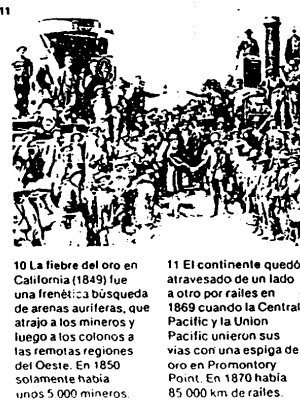 11
10 La fiebre del oro en
California (1849) fue
una frenética búsqueda
de arenas auríferas, que
atrajo a los mineros y
luego a los colonos a
las remotas regiones
del Oeste. En 1850
solamente había
unos 5.000 mineros.
11 El continente quedó
atravesado de un lado
a otro por raíles en
1869 cuando la Central
Pacific y la Union
Pacific unieron sus
vías con una espiga de
oro en Promontory
Point. En 1870 había
85 000 km de raíles.